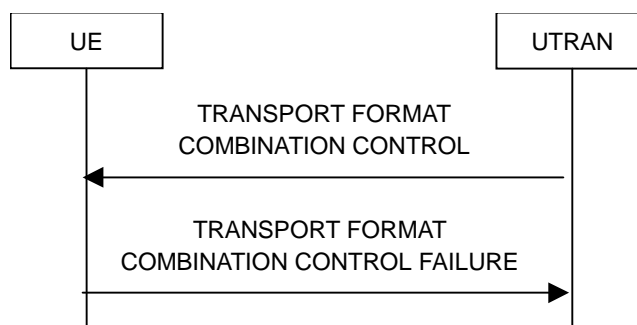 UE
UTRAN
TRANSPORT FORMAT
COMBINATION CONTROL
TRANSPORT FORMAT
COMBINATION CONTROL FAILURE